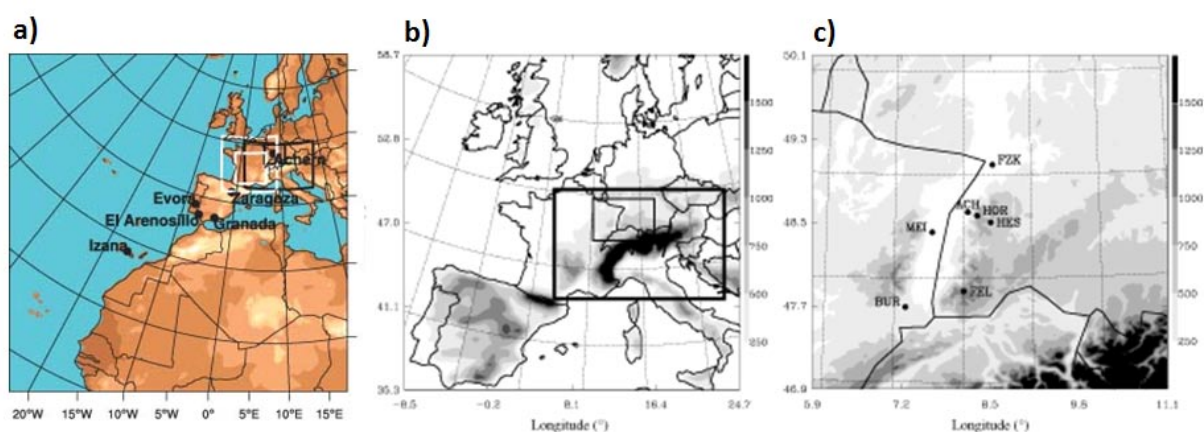 a)
Achern
Evora
Zaragoza
El Arenosillo
Granada
Izana
20°W 15°W 10°W 5°W 0° 5°E 10°E 15°E
b)
58.7
52.8
47.0
41.1
35.3
-8.5 -0.2 8.1 16.4 24.7
Longitude (°)
1500
1250
1000
750
500
250
c)
50.1
49.3
48.5
47.7
46.9
FZK
ACH
HOR
HES
MEI
FEL
BUR
5.9 7.2 8.5 9.8 11.1
Longitude (°)
1500
1250
1000
750
500
250